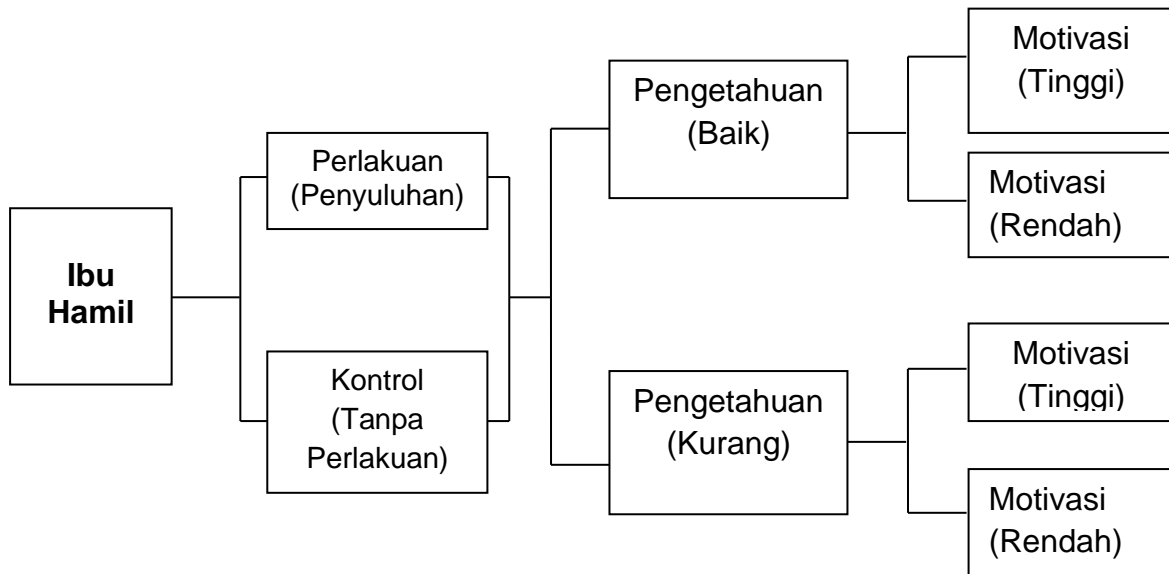 Ibu
Hamil
Perlakuan
(Penyuluhan)
Kontrol
(Tanpa
Perlakuan)
Pengetahuan
(Baik)
Pengetahuan
(Kurang)
Motivasi
(Tinggi)
Motivasi
(Rendah)
Motivasi
(Tinggi)
Motivasi
(Rendah)